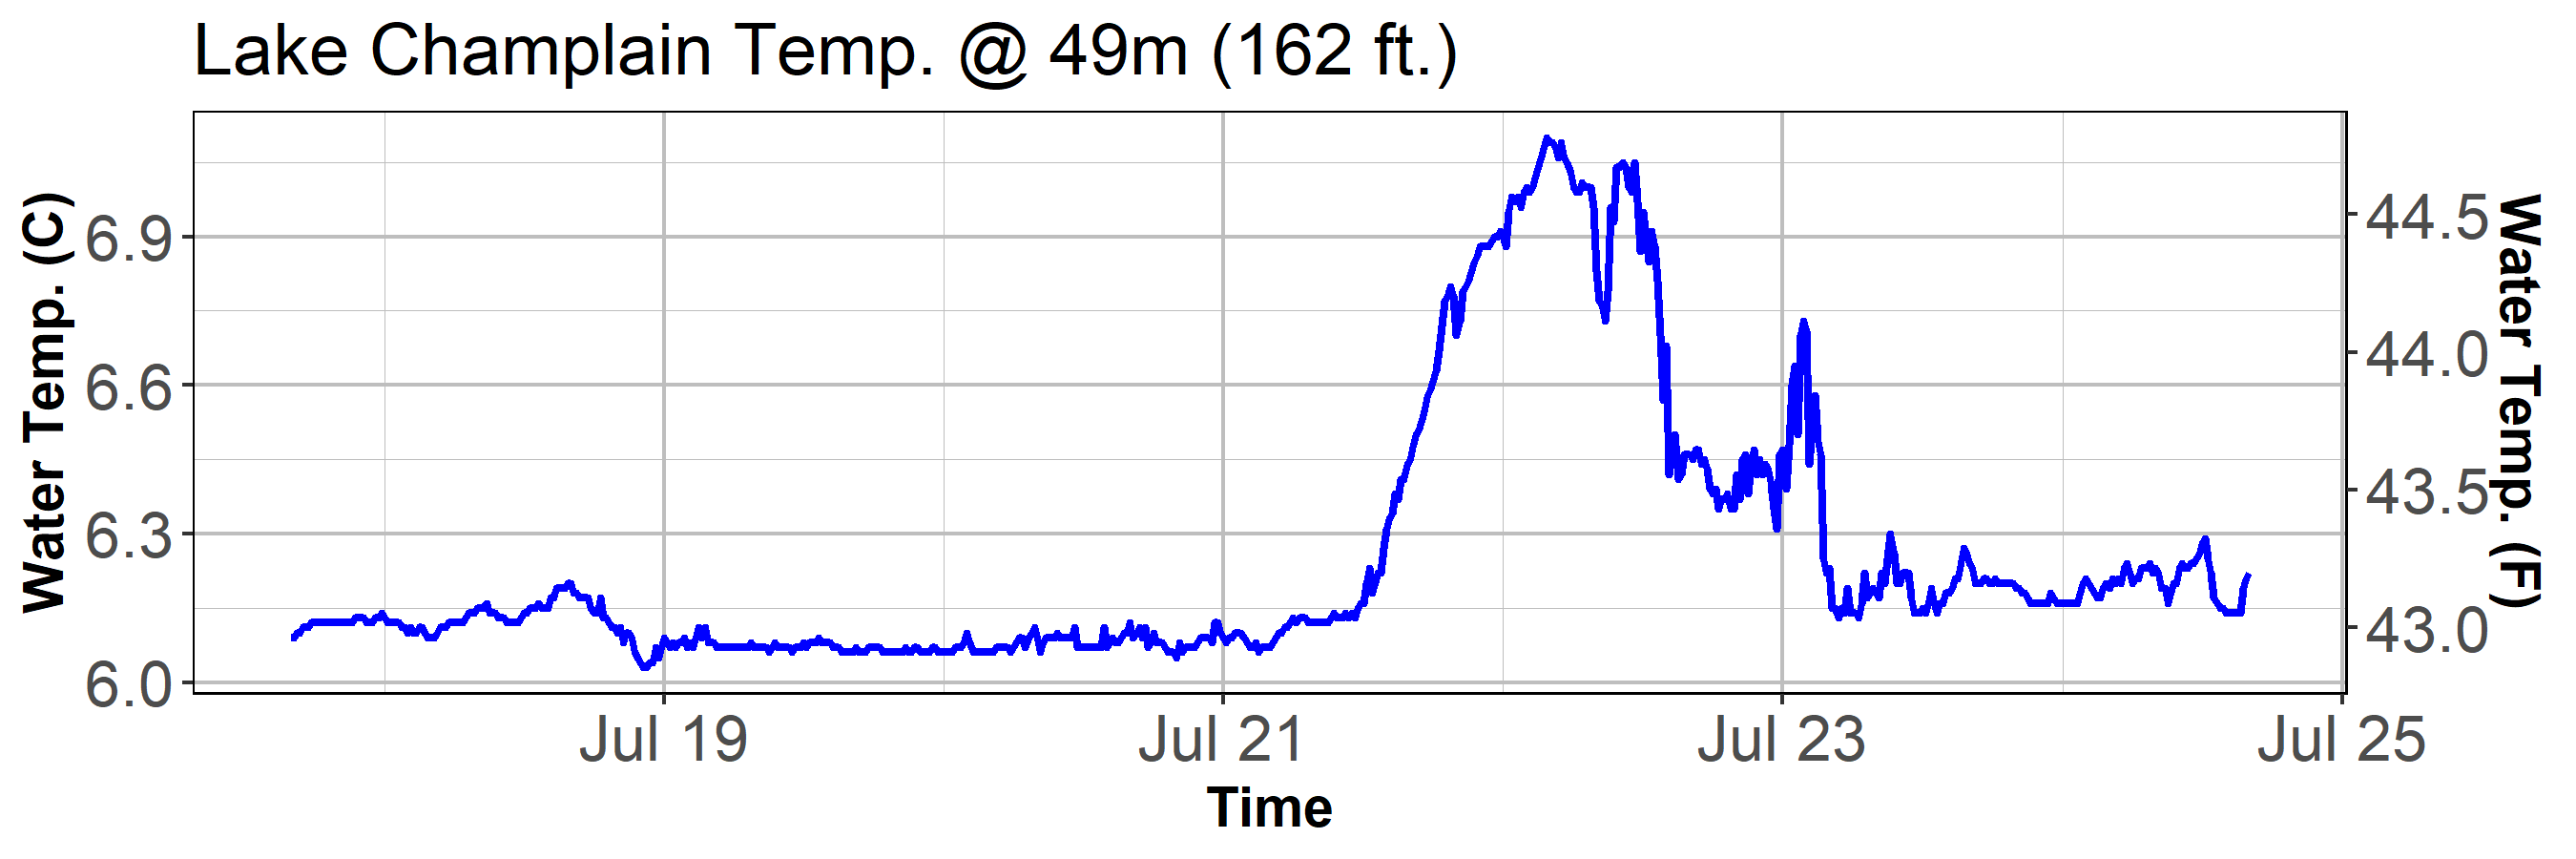 Lake Champlain Temp. @ 49m (162 ft.)
Water Temp. (C)
6.9
6.6
6.3
6.0
44.5
44.0
43.5
43.0
Water Temp. (F)
Jul 19 Jul 21 Jul 23 Jul 25
Time